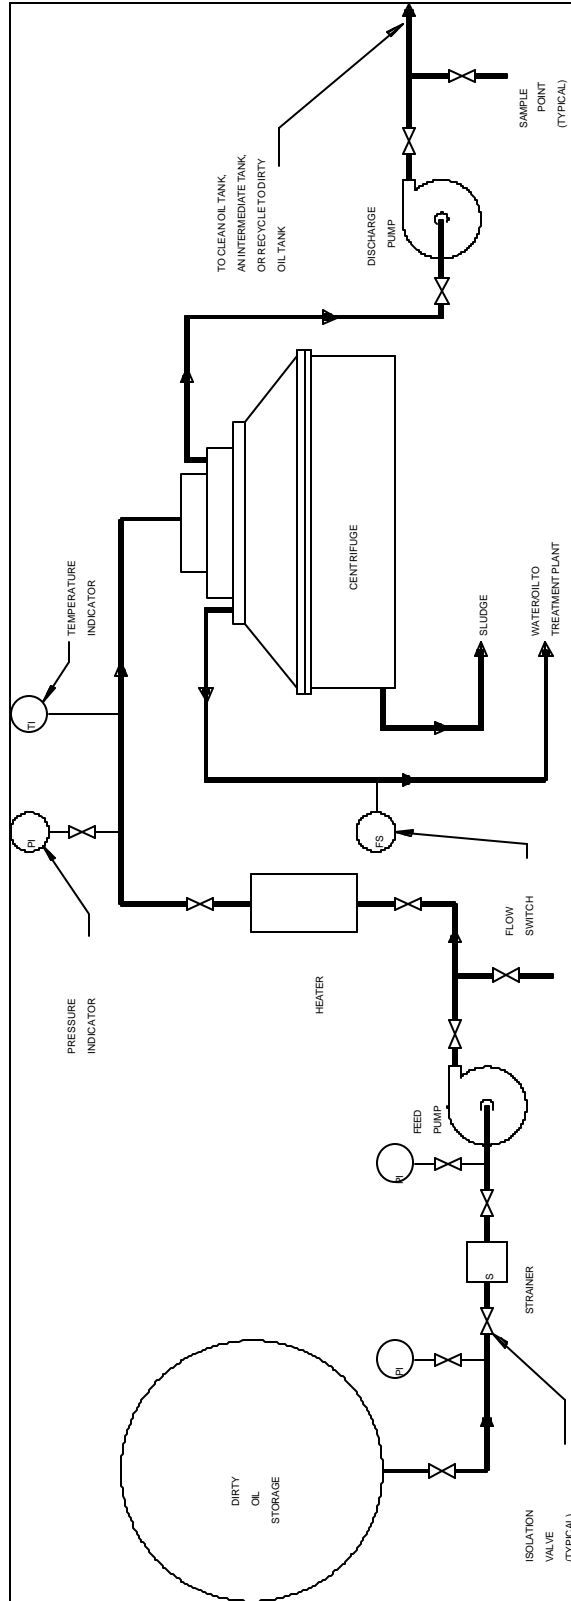 DIRTY
OIL
STORAGE
ISOLATION
VALVE
(TYPICAL)
PI
S
STRAINER
PI
FEED
PUMP
HEATER
FLOW
SWITCH
FS
PRESSURE
INDICATOR
PI
TI
TEMPERATURE
INDICATOR
CENTRIFUGE
SLUDGE
WATER/OIL TO
TREATMENT PLANT
TO CLEAN OIL TANK,
AN INTERMEDIATE TANK,
OR RECYCLE TO DIRTY
OIL TANK
DISCHARGE
PUMP
SAMPLE
POINT
(TYPICAL)